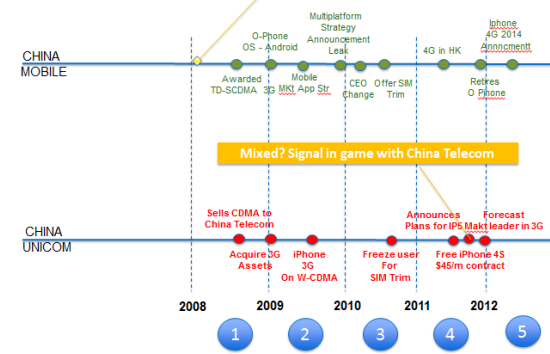 Multiplatform
Strategy
Announcement
Leak
O-Phone
OS - Android
Iphone
4G 2014
Anncmentt
4G in HK
CHINA
MOBILE
Awarded
TD-SCDMA
3G
Mobile
MKt App Str
CEO
Change
Offer SIM
Trim
Retires
O Phone
Mixed? Signal in game with China Telecom
Sells CDMA to
China Telecom
Announces
Plans for IP5
Forecast
Makt leader in 3G
CHINA
UNICOM
Acquire 3G
Assets
iPhone
3G
On W-CDMA
Freeze user
For
SIM Trim
Free iPhone 4S
$45/m contract
2008
2009
2010
2011
2012
1
2
3
4
5